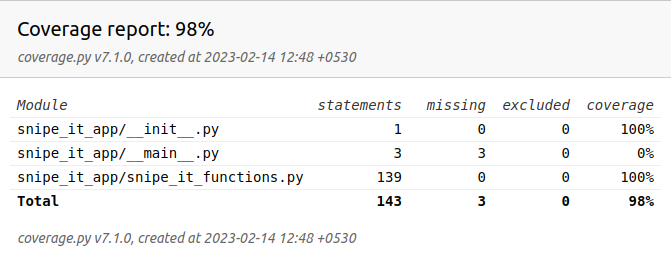 Coverage report: 98%
coverage.py v7.1.0, created at 2023-02-14 12:48 +0530
Module statements missing excluded coverage
snipe_it_app/__init__.py 1 0 0 100%
snipe_it_app/__main__.py 3 3 0 0%
snipe_it_app/snipe_it_functions.py 139 0 0 100%
Total 143 3 0 98%
coverage.py v7.1.0, created at 2023-02-14 12:48 +0530